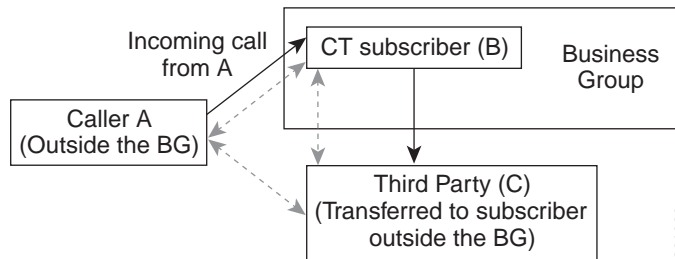 Incoming call
from A
CT subscriber (B)
Business
Group
Caller A
(Outside the BG)
Third Party (C)
(Transferred to subscriber
outside the BG)